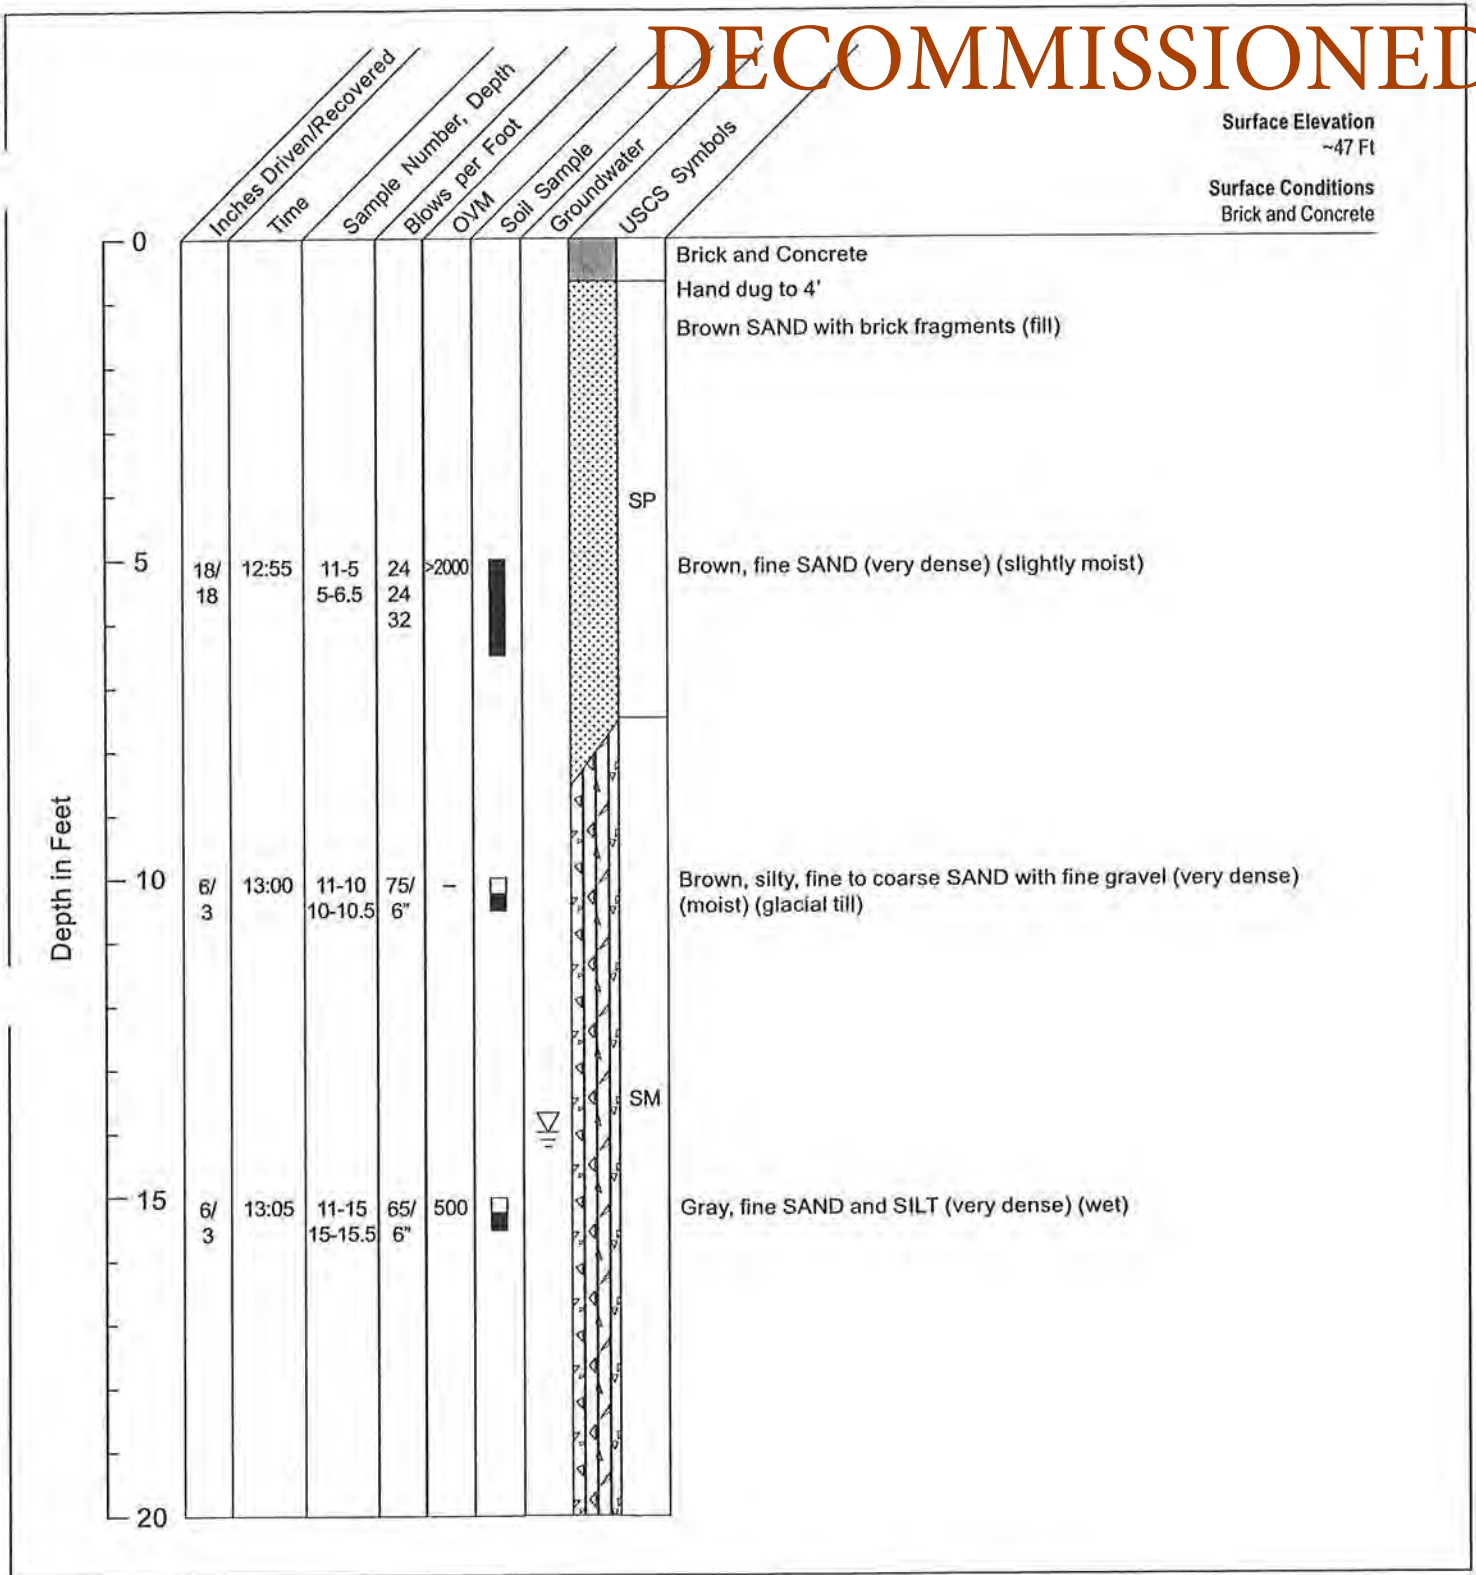 DECOMMISSIONED
Surface Elevation
~47 Ft
Surface Conditions
Brick and Concrete
Inches Driven/Recovered
Time
Sample Number, Depth
Blows per Foot
OVM
Soil Sample
Groundwater
USCS Symbols
0
Brick and Concrete
Hand dug to 4'
Brown SAND with brick fragments (fill)
SP
5 18/ 12:55 11-5 24 >2000 Brown, fine SAND (very dense) (slightly moist)
18 5-6.5 24
32
Depth in Feet
10 6/ 13:00 11-10 75/ – Brown, silty, fine to coarse SAND with fine gravel (very dense)
3 10-10.5 6" (moist) (glacial till)
SM
15 6/ 13:05 11-15 65/ 500 Gray, fine SAND and SILT (very dense) (wet)
3 15-15.5 6"
20